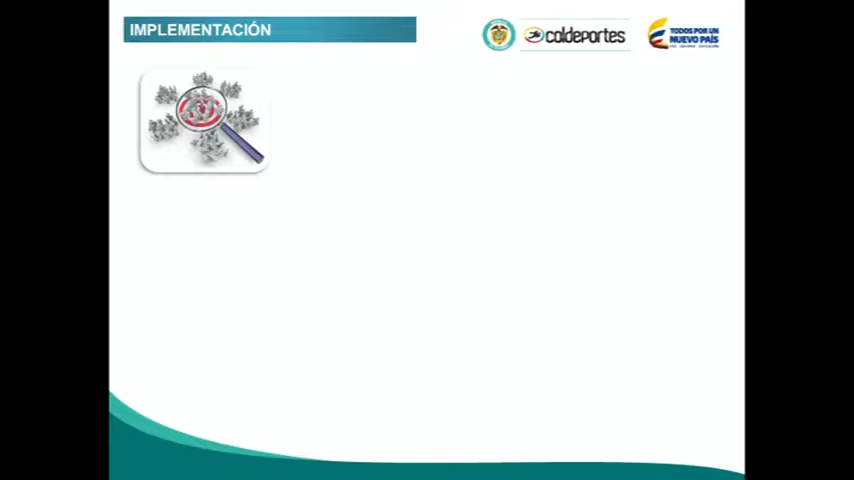 IMPLEMENTACIÓN
coldeportes
TODOS POR UN
NUEVO PAÍS